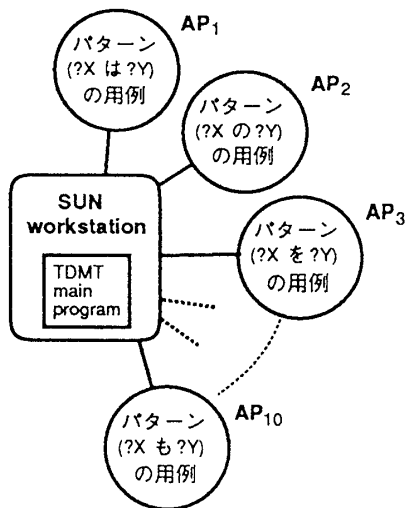 AP1
パターン
(?X は ?Y)
の用例
AP2
パターン
(?X の ?Y)
の用例
SUN
workstation
TDMT
main
program
AP3
パターン
(?X を ?Y)
の用例
AP10
パターン
(?X も ?Y)
の用例